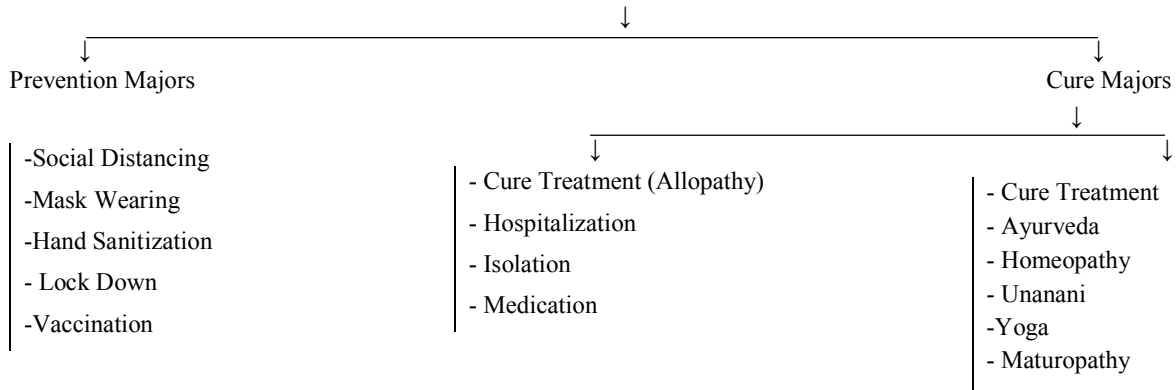 Prevention Majors
Cure Majors
-Social Distancing
-Mask Wearing
-Hand Sanitization
- Lock Down
-Vaccination
- Cure Treatment (Allopathy)
- Hospitalization
- Isolation
- Medication
- Cure Treatment
- Ayurveda
- Homeopathy
- Unanani
-Yoga
- Maturopathy